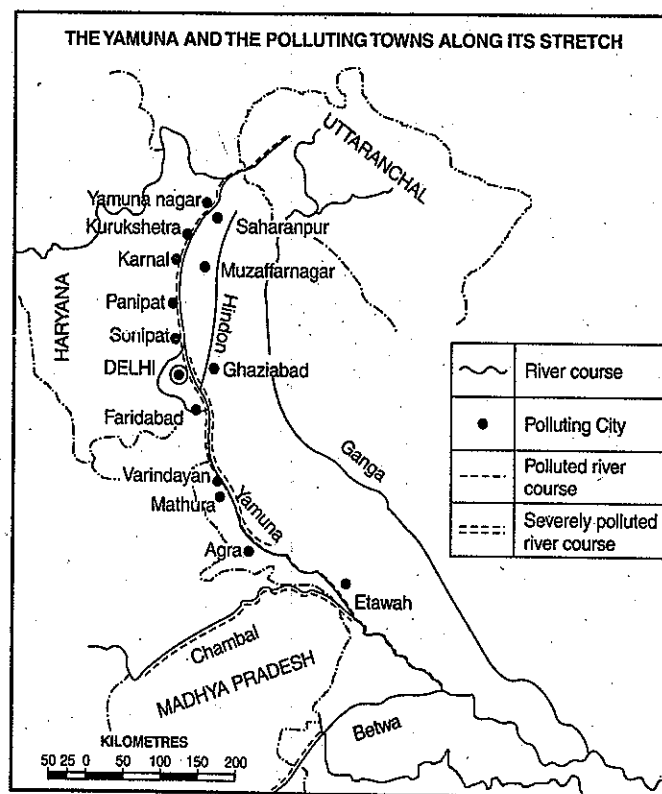 THE YAMUNA AND THE POLLUTING TOWNS ALONG ITS STRETCH
UTTARANCHAL
Yamuna nagar
Kurukshetra
Saharanpur
Karnal
Muzaffarnagar
HARYANA
Panipat
Hindon
Sonipat
DELHI
Ghaziabad
Faridabad
Ganga
Varindayan
Mathura
Yamuna
Agra
Etawah
Chambal
MADHYA PRADESH
Betwa
River course
Polluting City
Polluted river
course
Severely polluted
river course
KILOMETRES
50 25 0 50 100 150 200